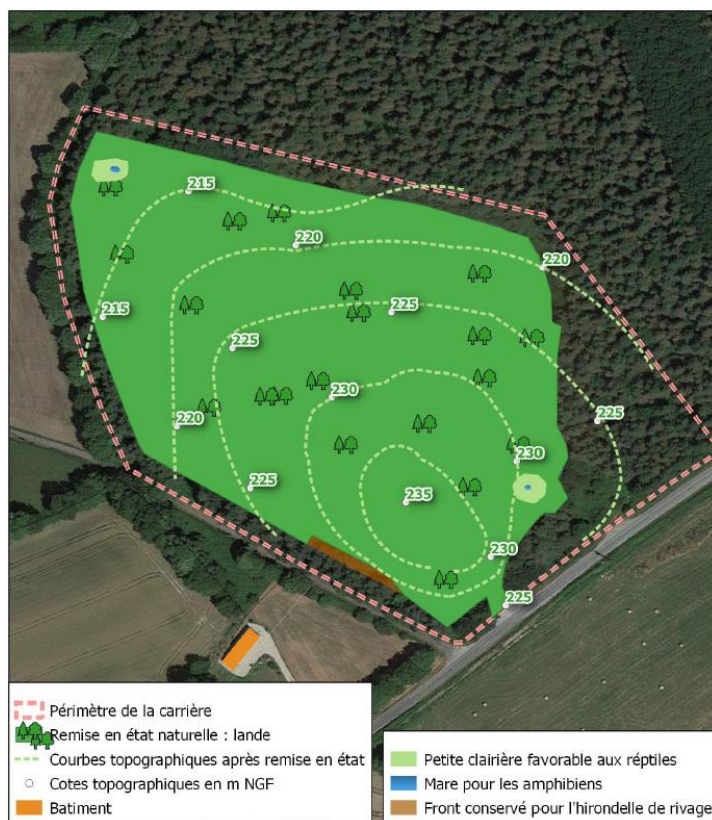 215
220
220
225
215
225
230
225
220
230
225
235
230
225
Périmètre de la carrière
Remise en état naturelle : lande
Courbes topographiques après remise en état
Cotes topographiques en m NGF
Batiment
Petite clairière favorable aux réptiles
Mare pour les amphibiens
Front conservé pour l'hirondelle de rivage